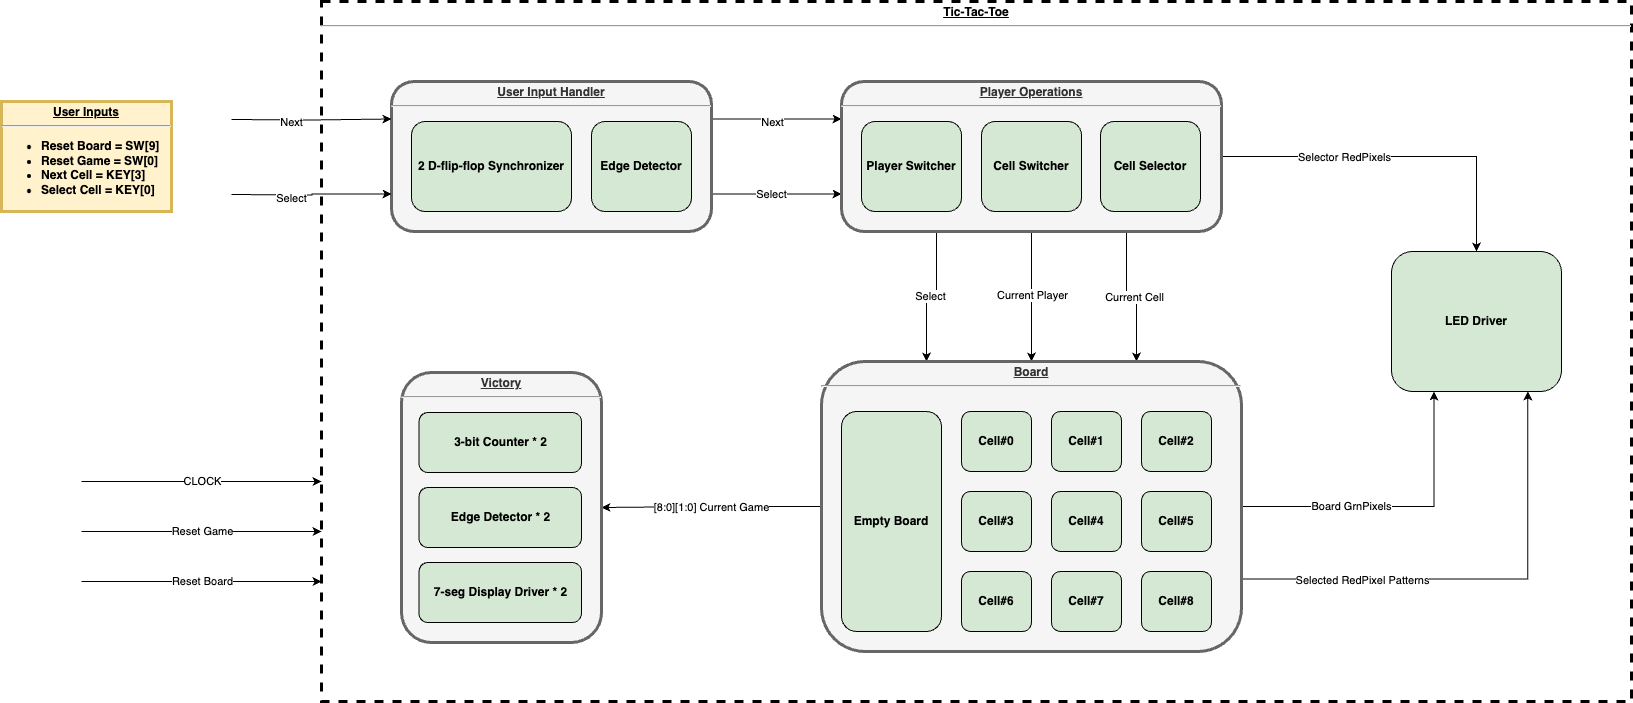 Tic-Tac-Toe
User Inputs
Reset Board = SW[9]
Reset Game = SW[0]
Next Cell = KEY[3]
Select Cell = KEY[0]
Next
Select
User Input Handler
2 D-flip-flop Synchronizer
Edge Detector
Next
Select
Player Operations
Player Switcher
Cell Switcher
Cell Selector
Selector RedPixels
LED Driver
Select
Current Player
Current Cell
Board
Empty Board
Cell#0
Cell#1
Cell#2
Cell#3
Cell#4
Cell#5
Cell#6
Cell#7
Cell#8
Board GrnPixels
Selected RedPixel Patterns
[8:0][1:0] Current Game
Victory
3-bit Counter * 2
Edge Detector * 2
7-seg Display Driver * 2
CLOCK
Reset Game
Reset Board